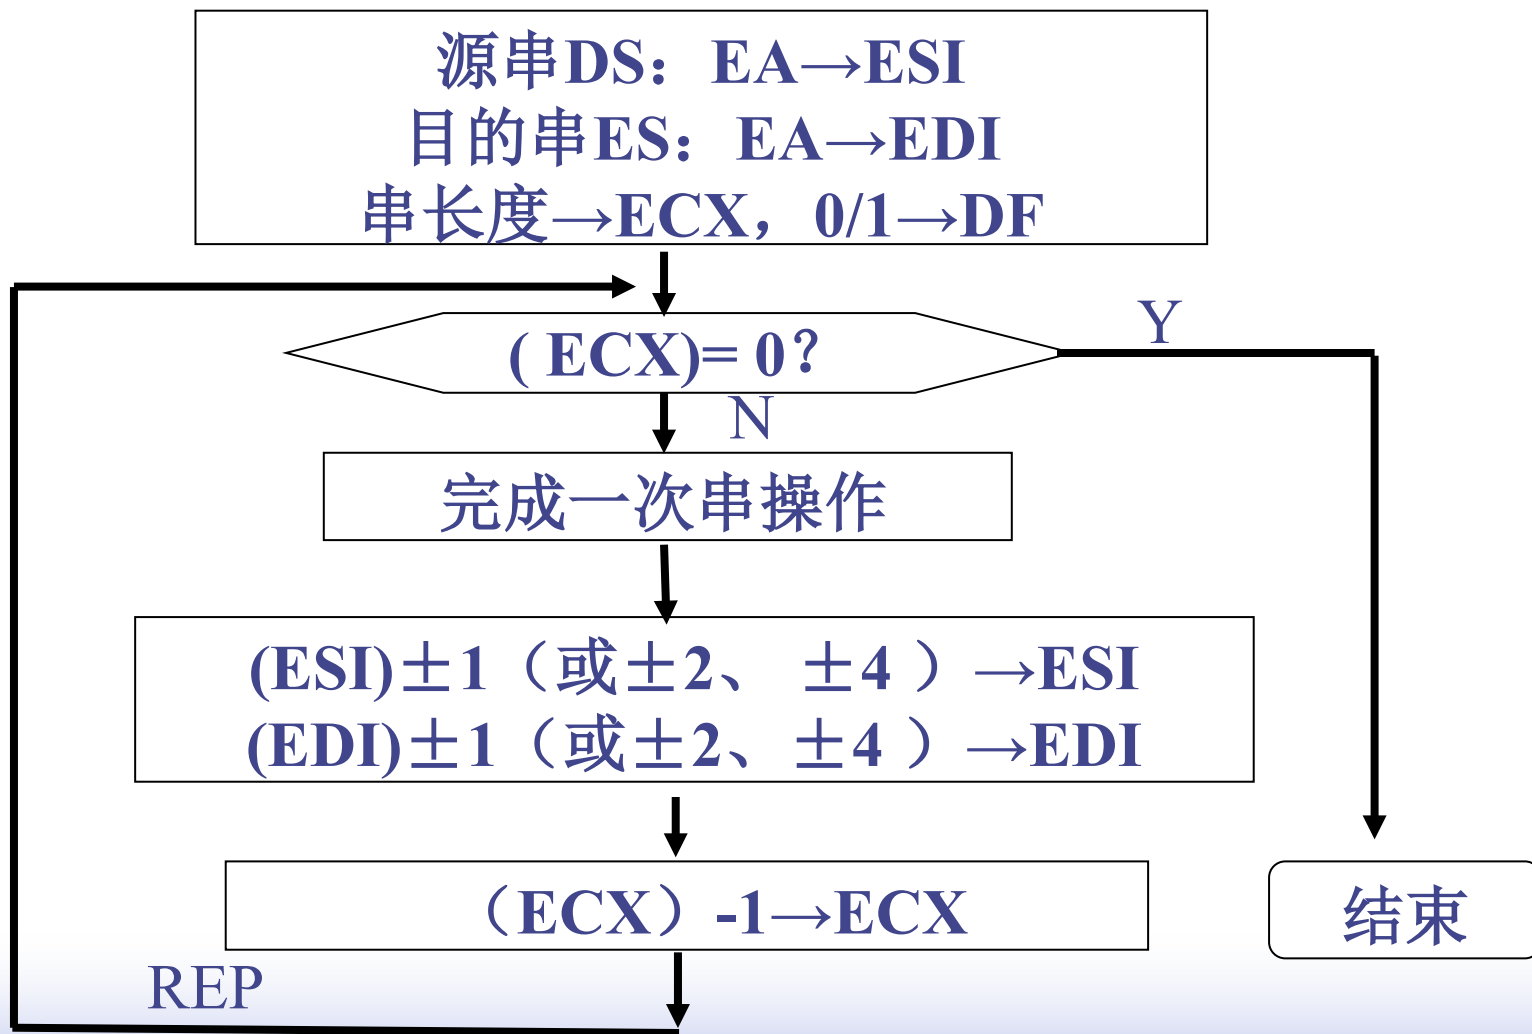 源串DS：EA→ESI
目的串ES：EA→EDI
串长度→ECX，0/1→DF
( ECX)= 0？
Y
N
完成一次串操作
(ESI)±1（或±2、 ±4 ）→ESI
(EDI)±1（或±2、±4 ）→EDI
（ECX）-1→ECX
结束
REP